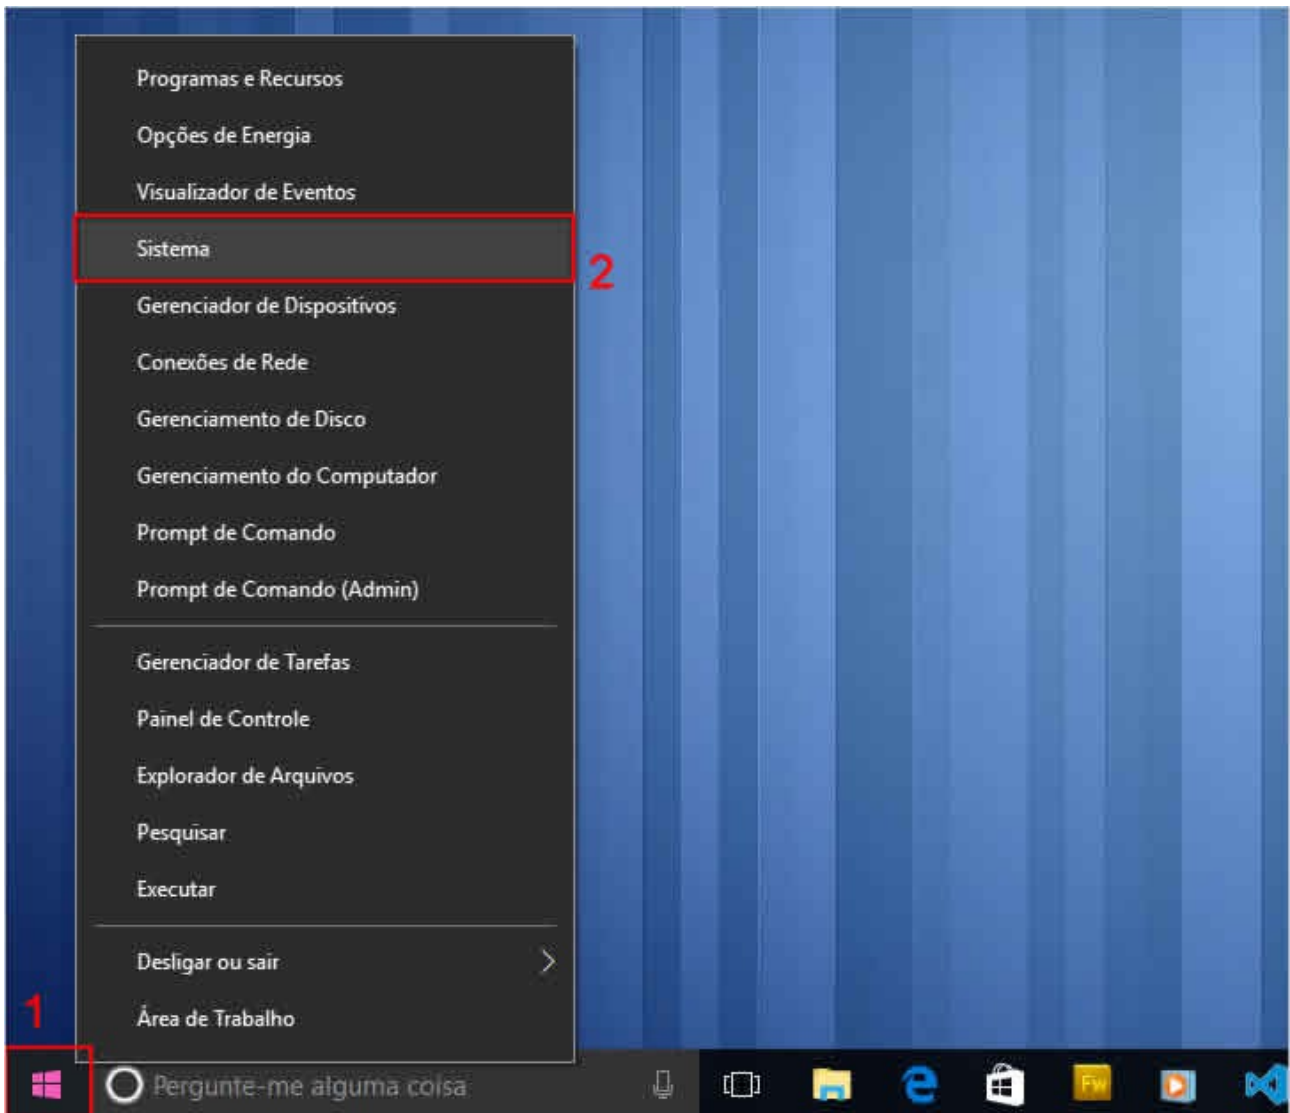 Programas e Recursos
Opções de Energia
Visualizador de Eventos
Sistema
2
Gerenciador de Dispositivos
Conexões de Rede
Gerenciamento de Disco
Gerenciamento do Computador
Prompt de Comando
Prompt de Comando (Admin)
Gerenciador de Tarefas
Painel de Controle
Explorador de Arquivos
Pesquisar
Executar
Desligar ou sair
1
Área de Trabalho
Pergunte-me alguma coisa
Fw